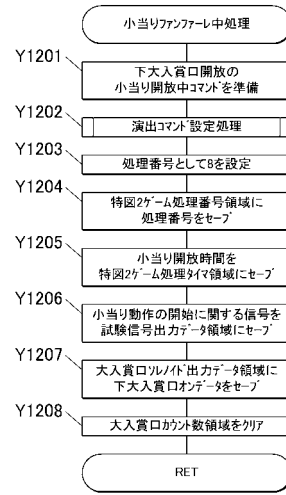 小当りファンファーレ中処理
Y1201
下大入賞口開放の
小当り開放中コマンドを準備
Y1202
演出コマンド設定処理
Y1203
処理番号として8を設定
Y1204
特図2ゲーム処理番号領域に
処理番号をセーブ
Y1205
小当り開放時間を
特図2ゲーム処理タイマ領域にセーブ
Y1206
小当り動作の開始に関する信号を
試験信号出力データ領域にセーブ
Y1207
大入賞口ソレノイド出力データ領域に
下大入賞口オンデータをセーブ
Y1208
大入賞口カウント数領域をクリア
RET